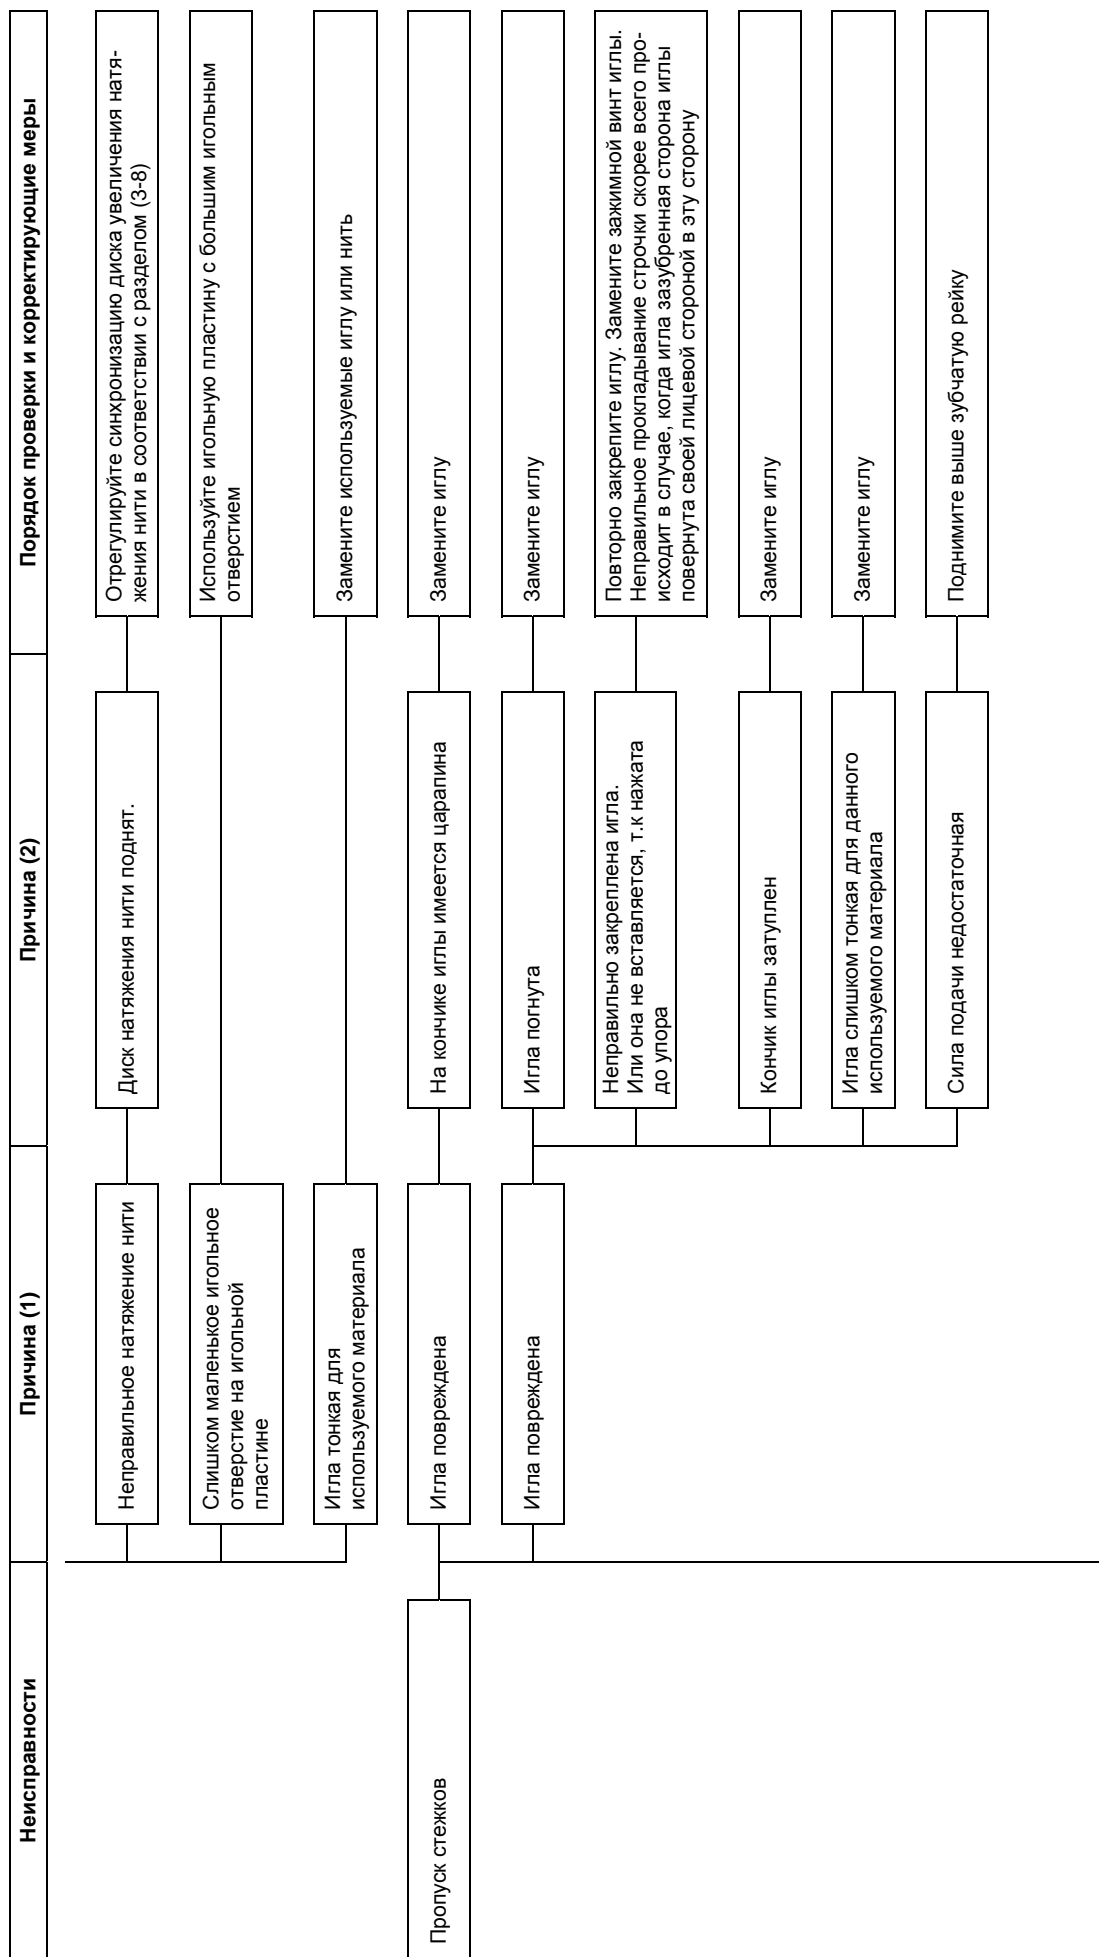 Неисправности
Причина (1)
Причина (2)
Порядок проверки и корректирующие меры
Неправильное натяжение нити
Диск натяжения нити поднят.
Отрегулируйте синхронизацию диска увеличения натя-
жения нити в соответствии с разделом (3-8)
Слишком маленькое игольное
отверстие на игольной
пластине
Используйте игольную пластину с большим игольным
отверстием
Игла тонкая для
используемого материала
Замените используемые иглу или нить
Пропуск стежков
Игла повреждена
На кончике иглы имеется царапина
Замените иглу
Игла повреждена
Игла погнута
Замените иглу
Неправильно закреплена игла.
Или она не вставляется, т.к нажата
до упора
Повторно закрепите иглу. Замените зажимной винт иглы.
Неправильное прокладывание строчки скорее всего про-
исходит в случае, когда игла зазубренная сторона иглы
повернута своей лицевой стороной в эту сторону
Кончик иглы затуплен
Замените иглу
Игла слишком тонкая для данного
используемого материала
Замените иглу
Сила подачи недостаточная
Поднимите выше зубчатую рейку